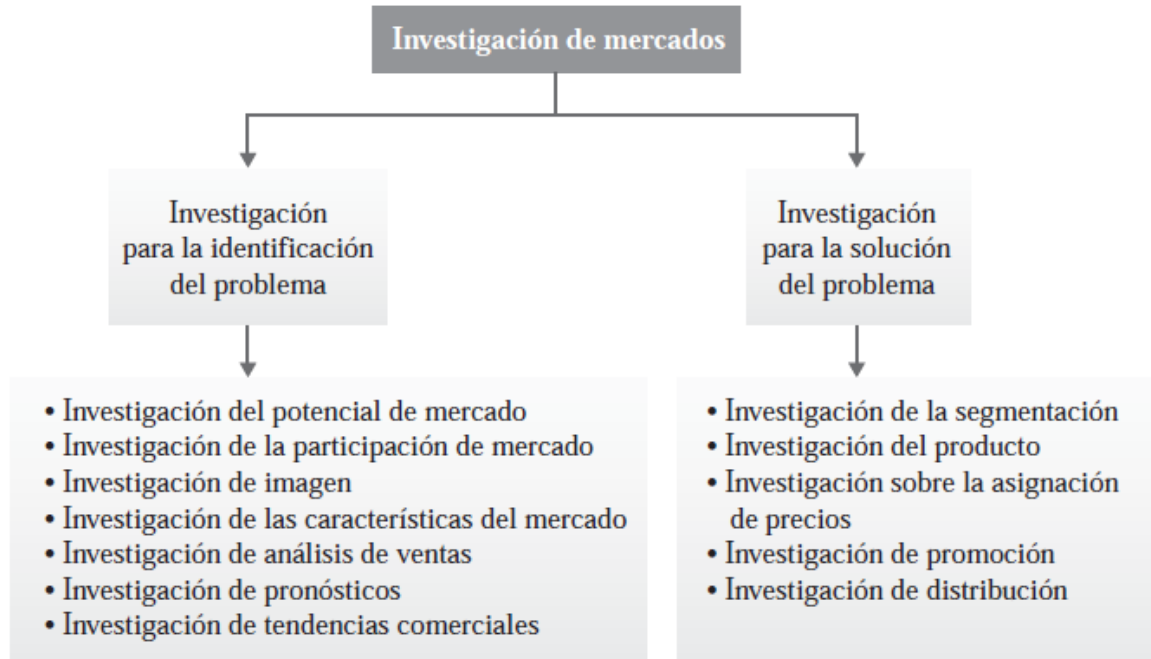 Investigación de mercados
Investigación
para la identificación
del problema
Investigación
para la solución
del problema
• Investigación del potencial de mercado
• Investigación de la participación de mercado
• Investigación de imagen
• Investigación de las características del mercado
• Investigación de análisis de ventas
• Investigación de pronósticos
• Investigación de tendencias comerciales
• Investigación de la segmentación
• Investigación del producto
• Investigación sobre la asignación
de precios
• Investigación de promoción
• Investigación de distribución